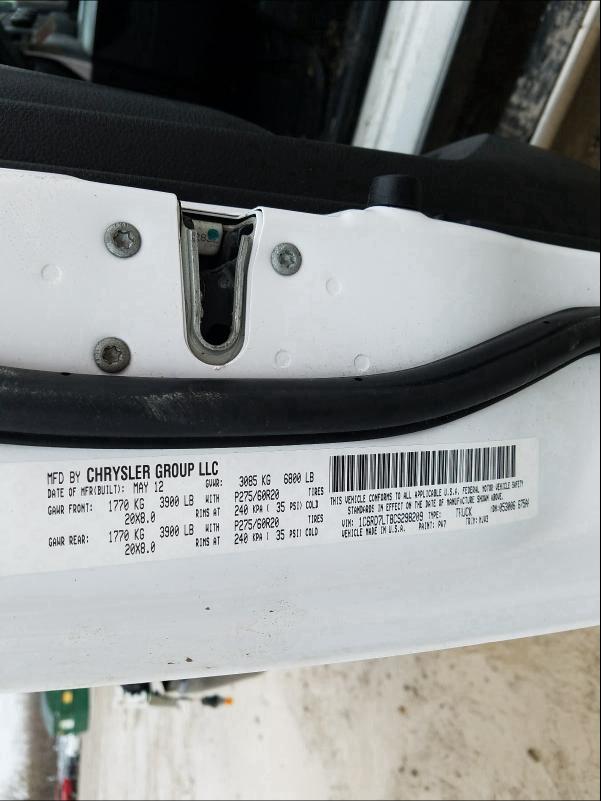 MFD BY CHRYSLER GROUP LLC
DATE OF MFR(BUILT): MAY 12 GVWR: 3085 KG 6800 LB
GAWR FRONT: 1770 KG 3900 LB WITH P275/60R20 TIRES
20X8.0 RIMS AT 240 KPA ( 35 PSI) COLD
GAWR REAR: 1770 KG 3900 LB WITH P275/60R20 TIRES
20X8.0 RIMS AT 240 KPA ( 35 PSI) COLD
THIS VEHICLE CONFORMS TO ALL APPLICABLE U.S.A. FEDERAL MOTOR VEHICLE SAFETY
STANDARDS IN EFFECT ON THE DATE OF MANUFACTURE SHOWN ABOVE.
VIN: 1C6RD7LT8CS298209 TYPE: TRUCK
VEHICLE MADE IN U.S.A. PAINT: PW7 TRIM: